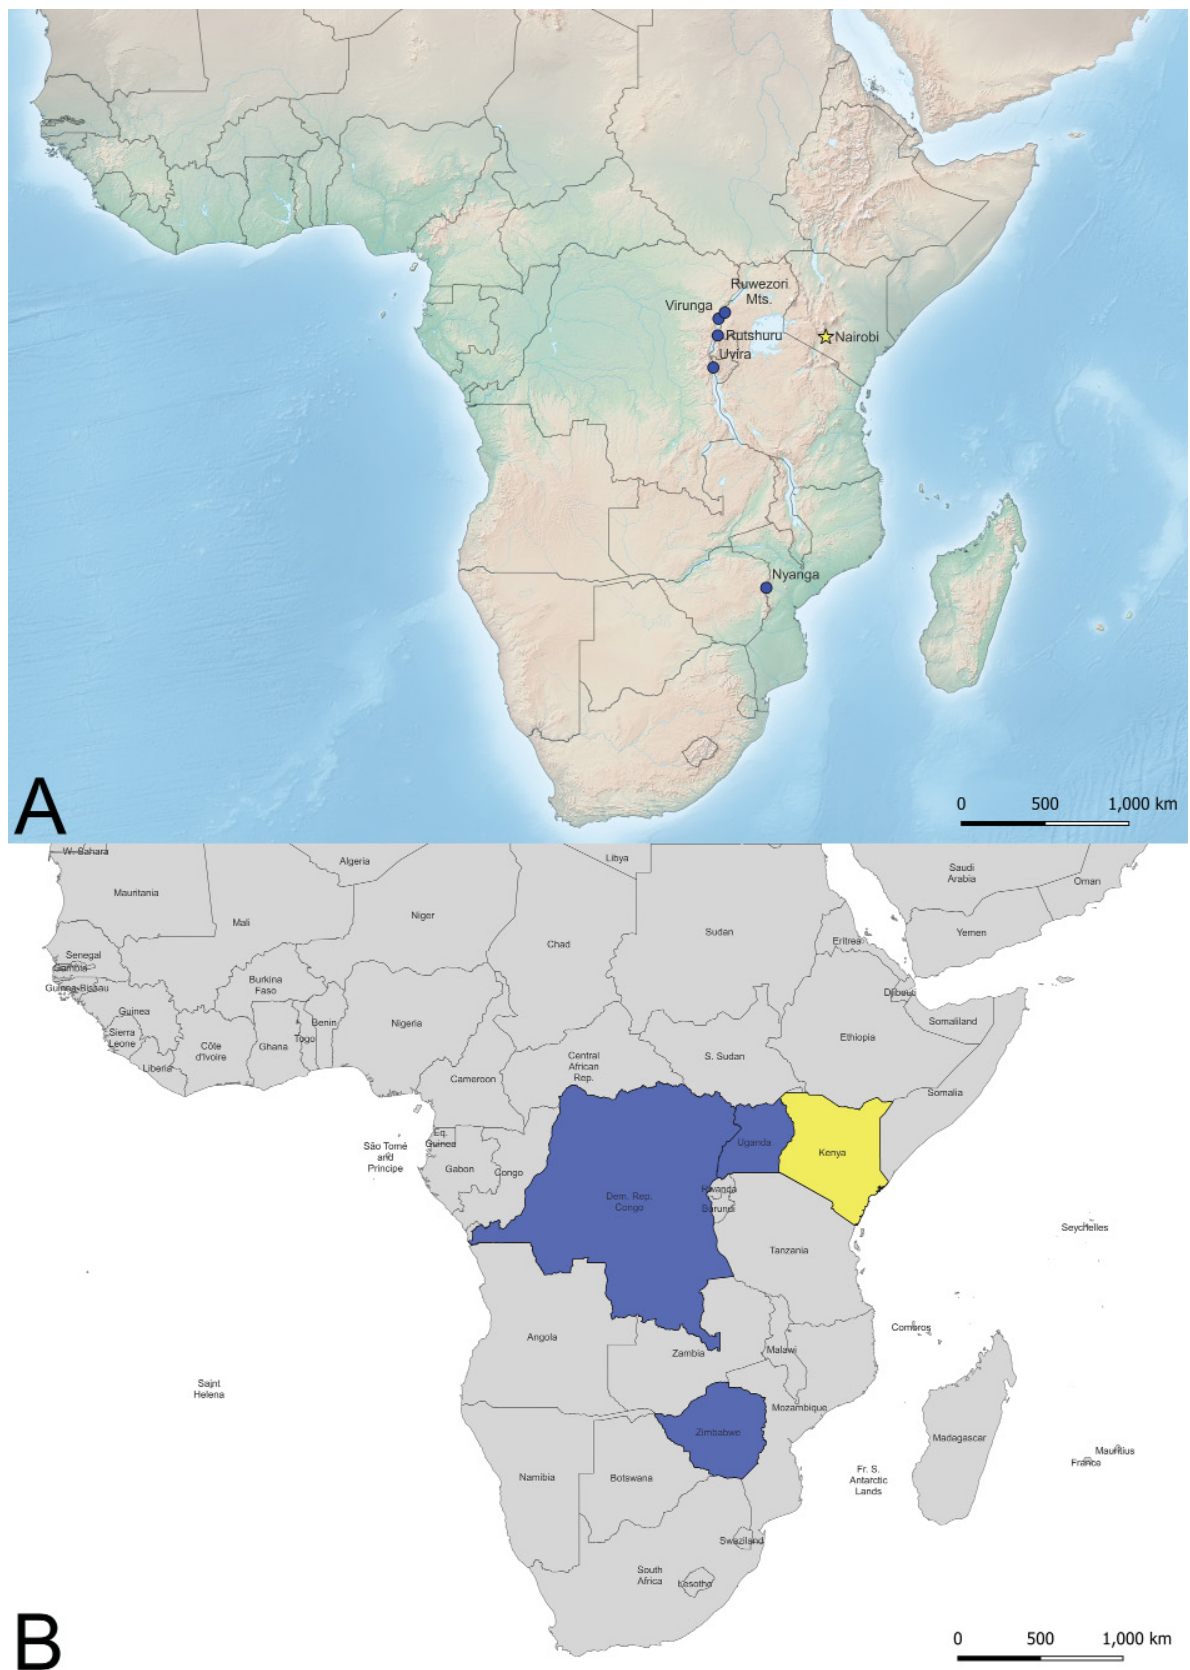 Ruwezori
Mts.
Virunga
Rutshuru
Nairobi
Uvira
Nyanga
0 500 1,000 km
A
W. Sahara
Algeria
Libya
Saudi
Arabia
Oman
Mauritania
Mali
Niger
Chad
Sudan
Eritrea
Yemen
Senegal
Gambia
Guinea-Bissau
Burkina
Faso
Djibouti
Guinea
Benin
Nigeria
Somaliland
Sierra
Leone
Côte
d'Ivoire
Ghana
Togo
Ethiopia
Liberia
Central
African
Rep.
S. Sudan
Cameroon
Somalia
São Tomé
and
Principe
Eq.
Guinea
Gabon
Congo
Uganda
Kenya
Dem. Rep.
Congo
Rwanda
Burundi
Tanzania
Seychelles
Angola
Zambia
Malawi
Comoros
Saint
Helena
Mozambique
Zimbabwe
Madagascar
Mauritius
France
Namibia
Botswana
Fr. S.
Antarctic
Lands
Swaziland
South
Africa
Lesotho
0 500 1,000 km
B